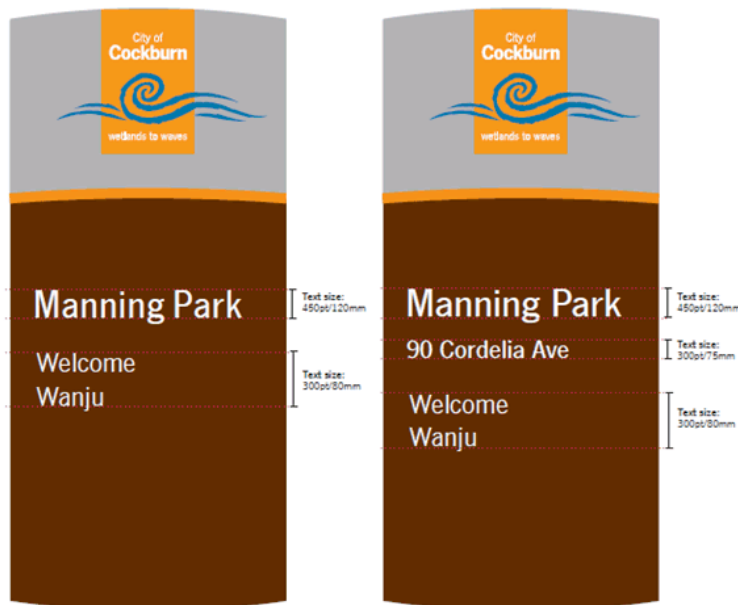 City of
Cockburn
wetlands to waves
Manning Park
Text size:
450pt/120mm
Welcome
Wanju
Text size:
300pt/80mm
City of
Cockburn
wetlands to waves
Manning Park
Text size:
450pt/120mm
90 Cordelia Ave
Text size:
300pt/75mm
Welcome
Wanju
Text size:
300pt/80mm